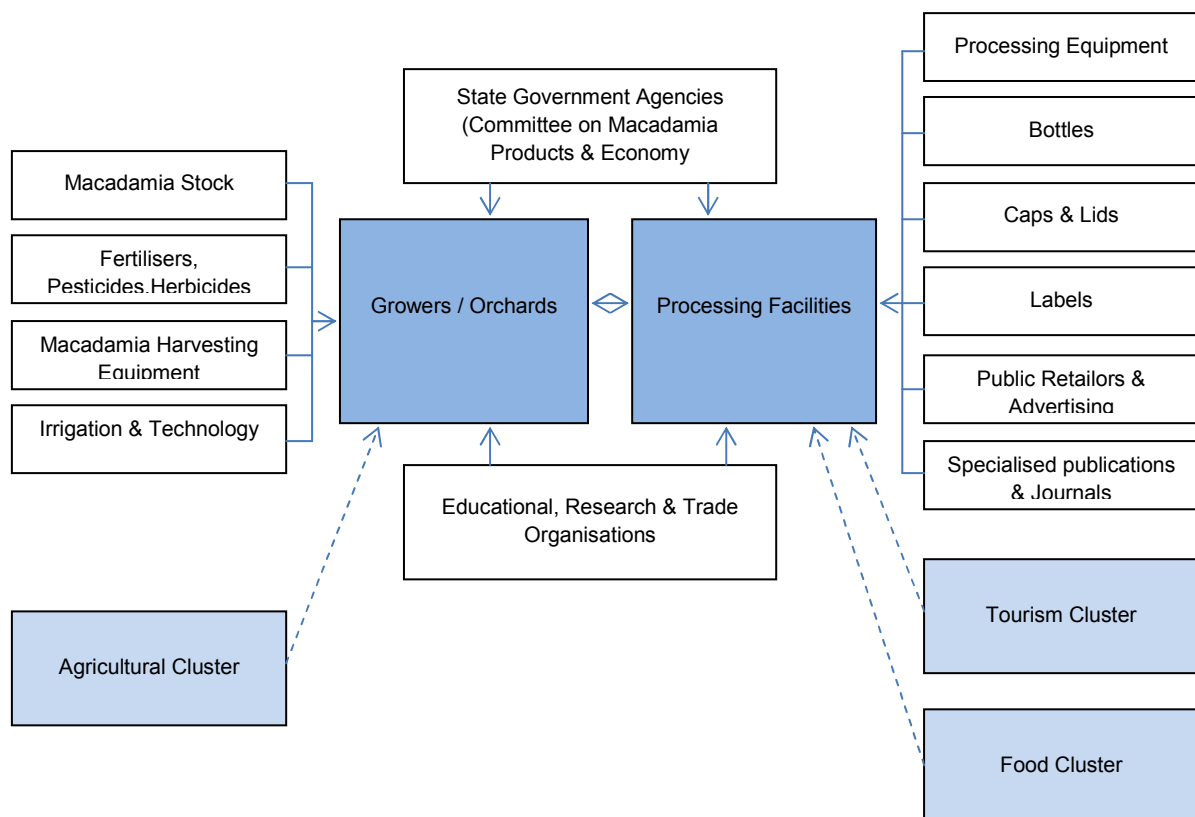 Processing Equipment
State Government Agencies
(Committee on Macadamia
Products & Economy
Bottles
Macadamia Stock
Caps & Lids
Fertilisers,
Pesticides.Herbicides
Growers / Orchards
Processing Facilities
Labels
Macadamia Harvesting
Equipment
Public Retailors &
Advertising
Irrigation & Technology
Specialised publications
& Journals
Educational, Research & Trade
Organisations
Tourism Cluster
Agricultural Cluster
Food Cluster